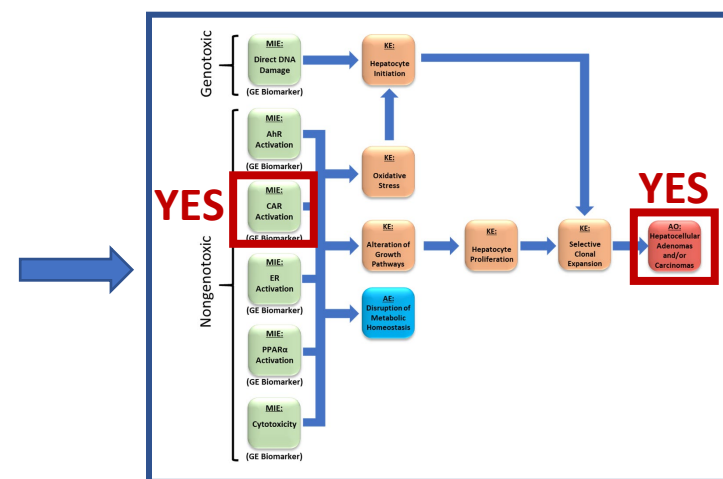 Genotoxic
MIE:
Direct DNA
Damage
(GE Biomarker)
KE:
Hepatocyte
Initiation
Nongenotoxic
MIE:
AhR
Activation
(GE Biomarker)
KE:
Oxidative
Stress
YES
MIE:
CAR
Activation
(GE Biomarker)
KE:
Alteration of
Growth
Pathways
KE:
Hepatocyte
Proliferation
KE:
Selective
Clonal
Expansion
YES
AO:
Hepatocellular
Adenomas
and/or
Carcinomas
MIE:
ER
Activation
(GE Biomarker)
AE:
Disruption of
Metabolic
Homeostasis
MIE:
PPARα
Activation
(GE Biomarker)
MIE:
Cytotoxicity
(GE Biomarker)